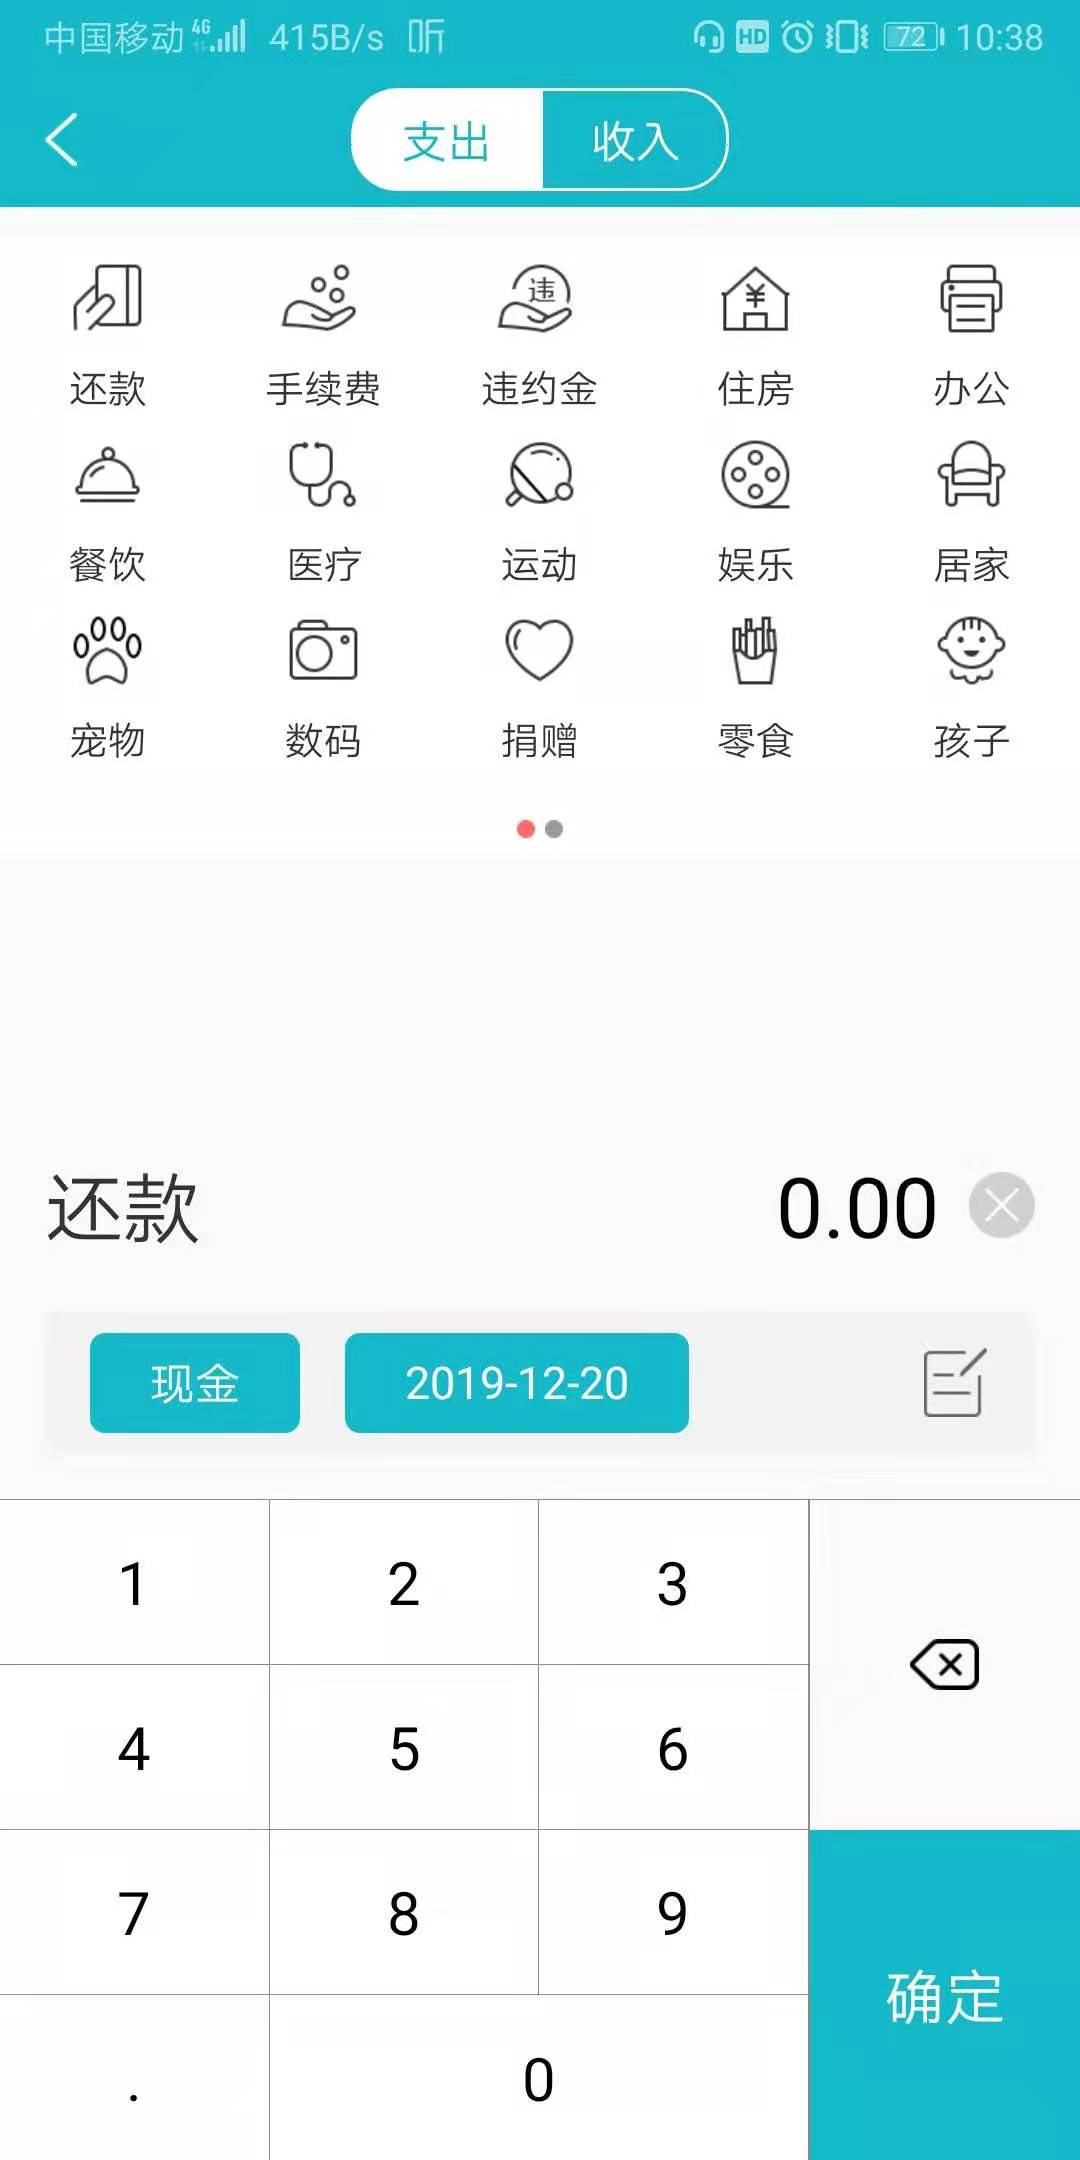 中国移动 4G 415B/s 听 HD 72 10:38
支出 收入
违 ¥
还款 手续费 违约金 住房 办公
餐饮 医疗 运动 娱乐 居家
宠物 数码 捐赠 零食 孩子
还款 0.00
现金 2019-12-20
1 2 3
4 5 6
7 8 9
确定
. 0